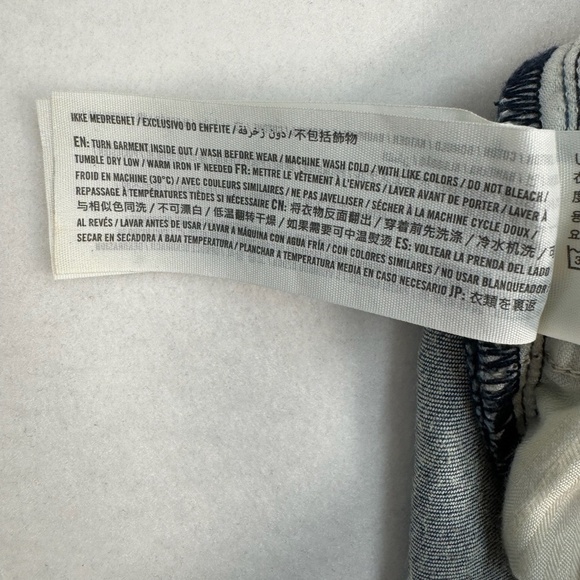 IKKE MEDREGNET / EXCLUSIVO DO ENFEITE / دون زخرفة / 不包括飾物
EN: TURN GARMENT INSIDE OUT / WASH BEFORE WEAR / MACHINE WASH COLD / WITH LIKE COLORS / DO NOT BLEACH /
TUMBLE DRY LOW / WARM IRON IF NEEDED FR: METTRE LE VÊTEMENT À L'ENVERS / LAVER AVANT DE PORTER / LAVER À
FROID EN MACHINE (30°C) / AVEC COULEURS SIMILAIRES / NE PAS JAVELLISER / SÉCHER À LA MACHINE CYCLE DOUX /
REPASSAGE À TEMPÉRATURES TIÈDES SI NÉCESSAIRE CN: 将衣物反面翻出 / 穿着前先洗涤 / 冷水机洗 / 可
与相似色同洗 / 不可漂白 / 低温翻转干燥 / 如果需要可中温熨烫 ES: VOLTEAR LA PRENDA DEL LADO
AL REVÉS / LAVAR ANTES DE USAR / LAVAR A MÁQUINA CON AGUA FRÍA / CON COLORES SIMILARES / NO USAR BLANQUEADOR
SECAR EN SECADORA A BAJA TEMPERATURA / PLANCHAR A TEMPERATURA MEDIA EN CASO NECESARIO JP: 衣類を裏返